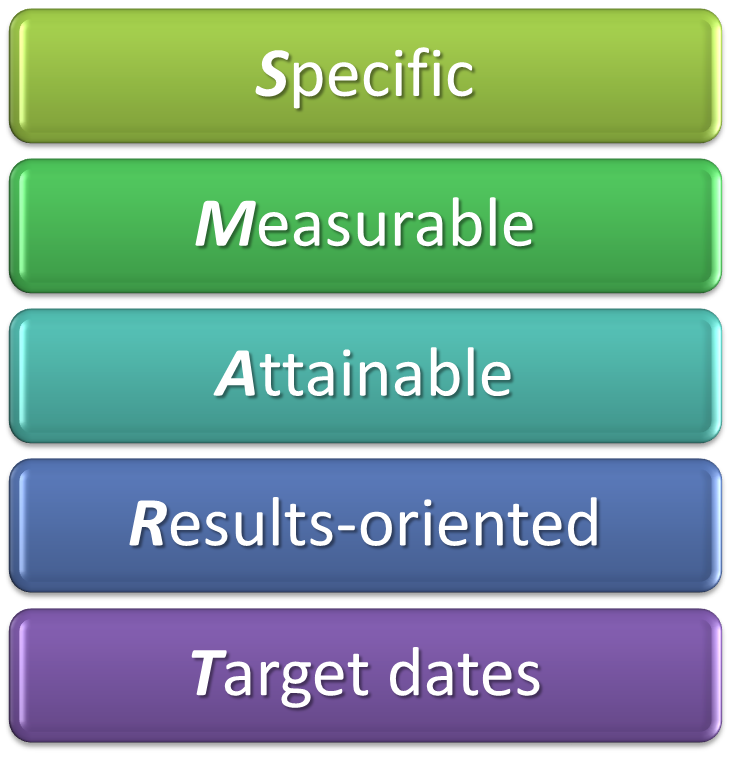 Specific
Measurable
Attainable
Results-oriented
Target dates